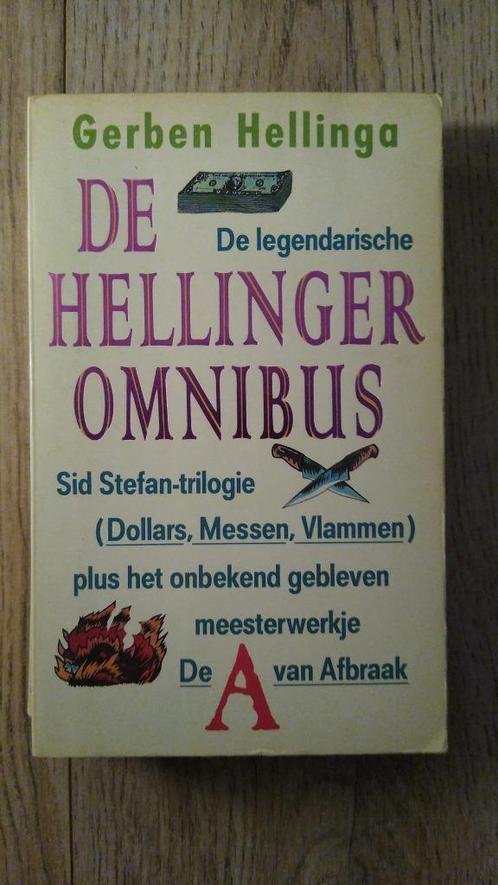 Gerben Hellinga
DE
De legendarische
HELLINGER
OMNIBUS
Sid Stefan-trilogie
(Dollars, Messen, Vlammen)
plus het onbekend gebleven
meesterwerkje
De A van Afbraak